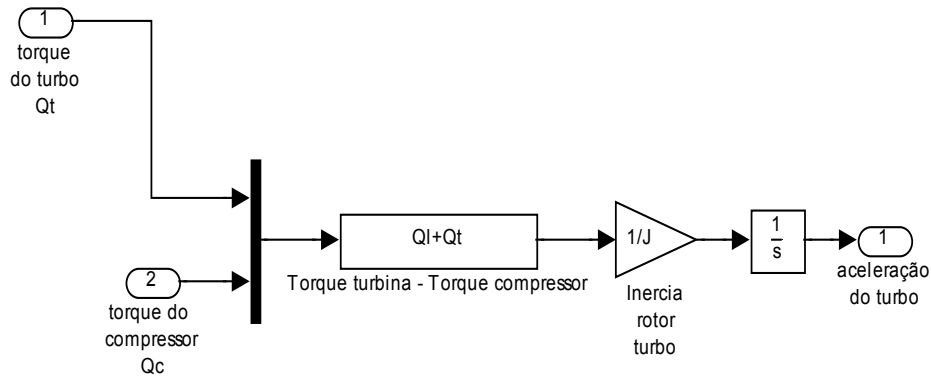 1
torque
do turbo
Qt
2
torque do
compressor
Qc
Ql+Qt
Torque turbina - Torque compressor
1/J
Inercia
rotor
turbo
1
s
1
aceleração
do turbo